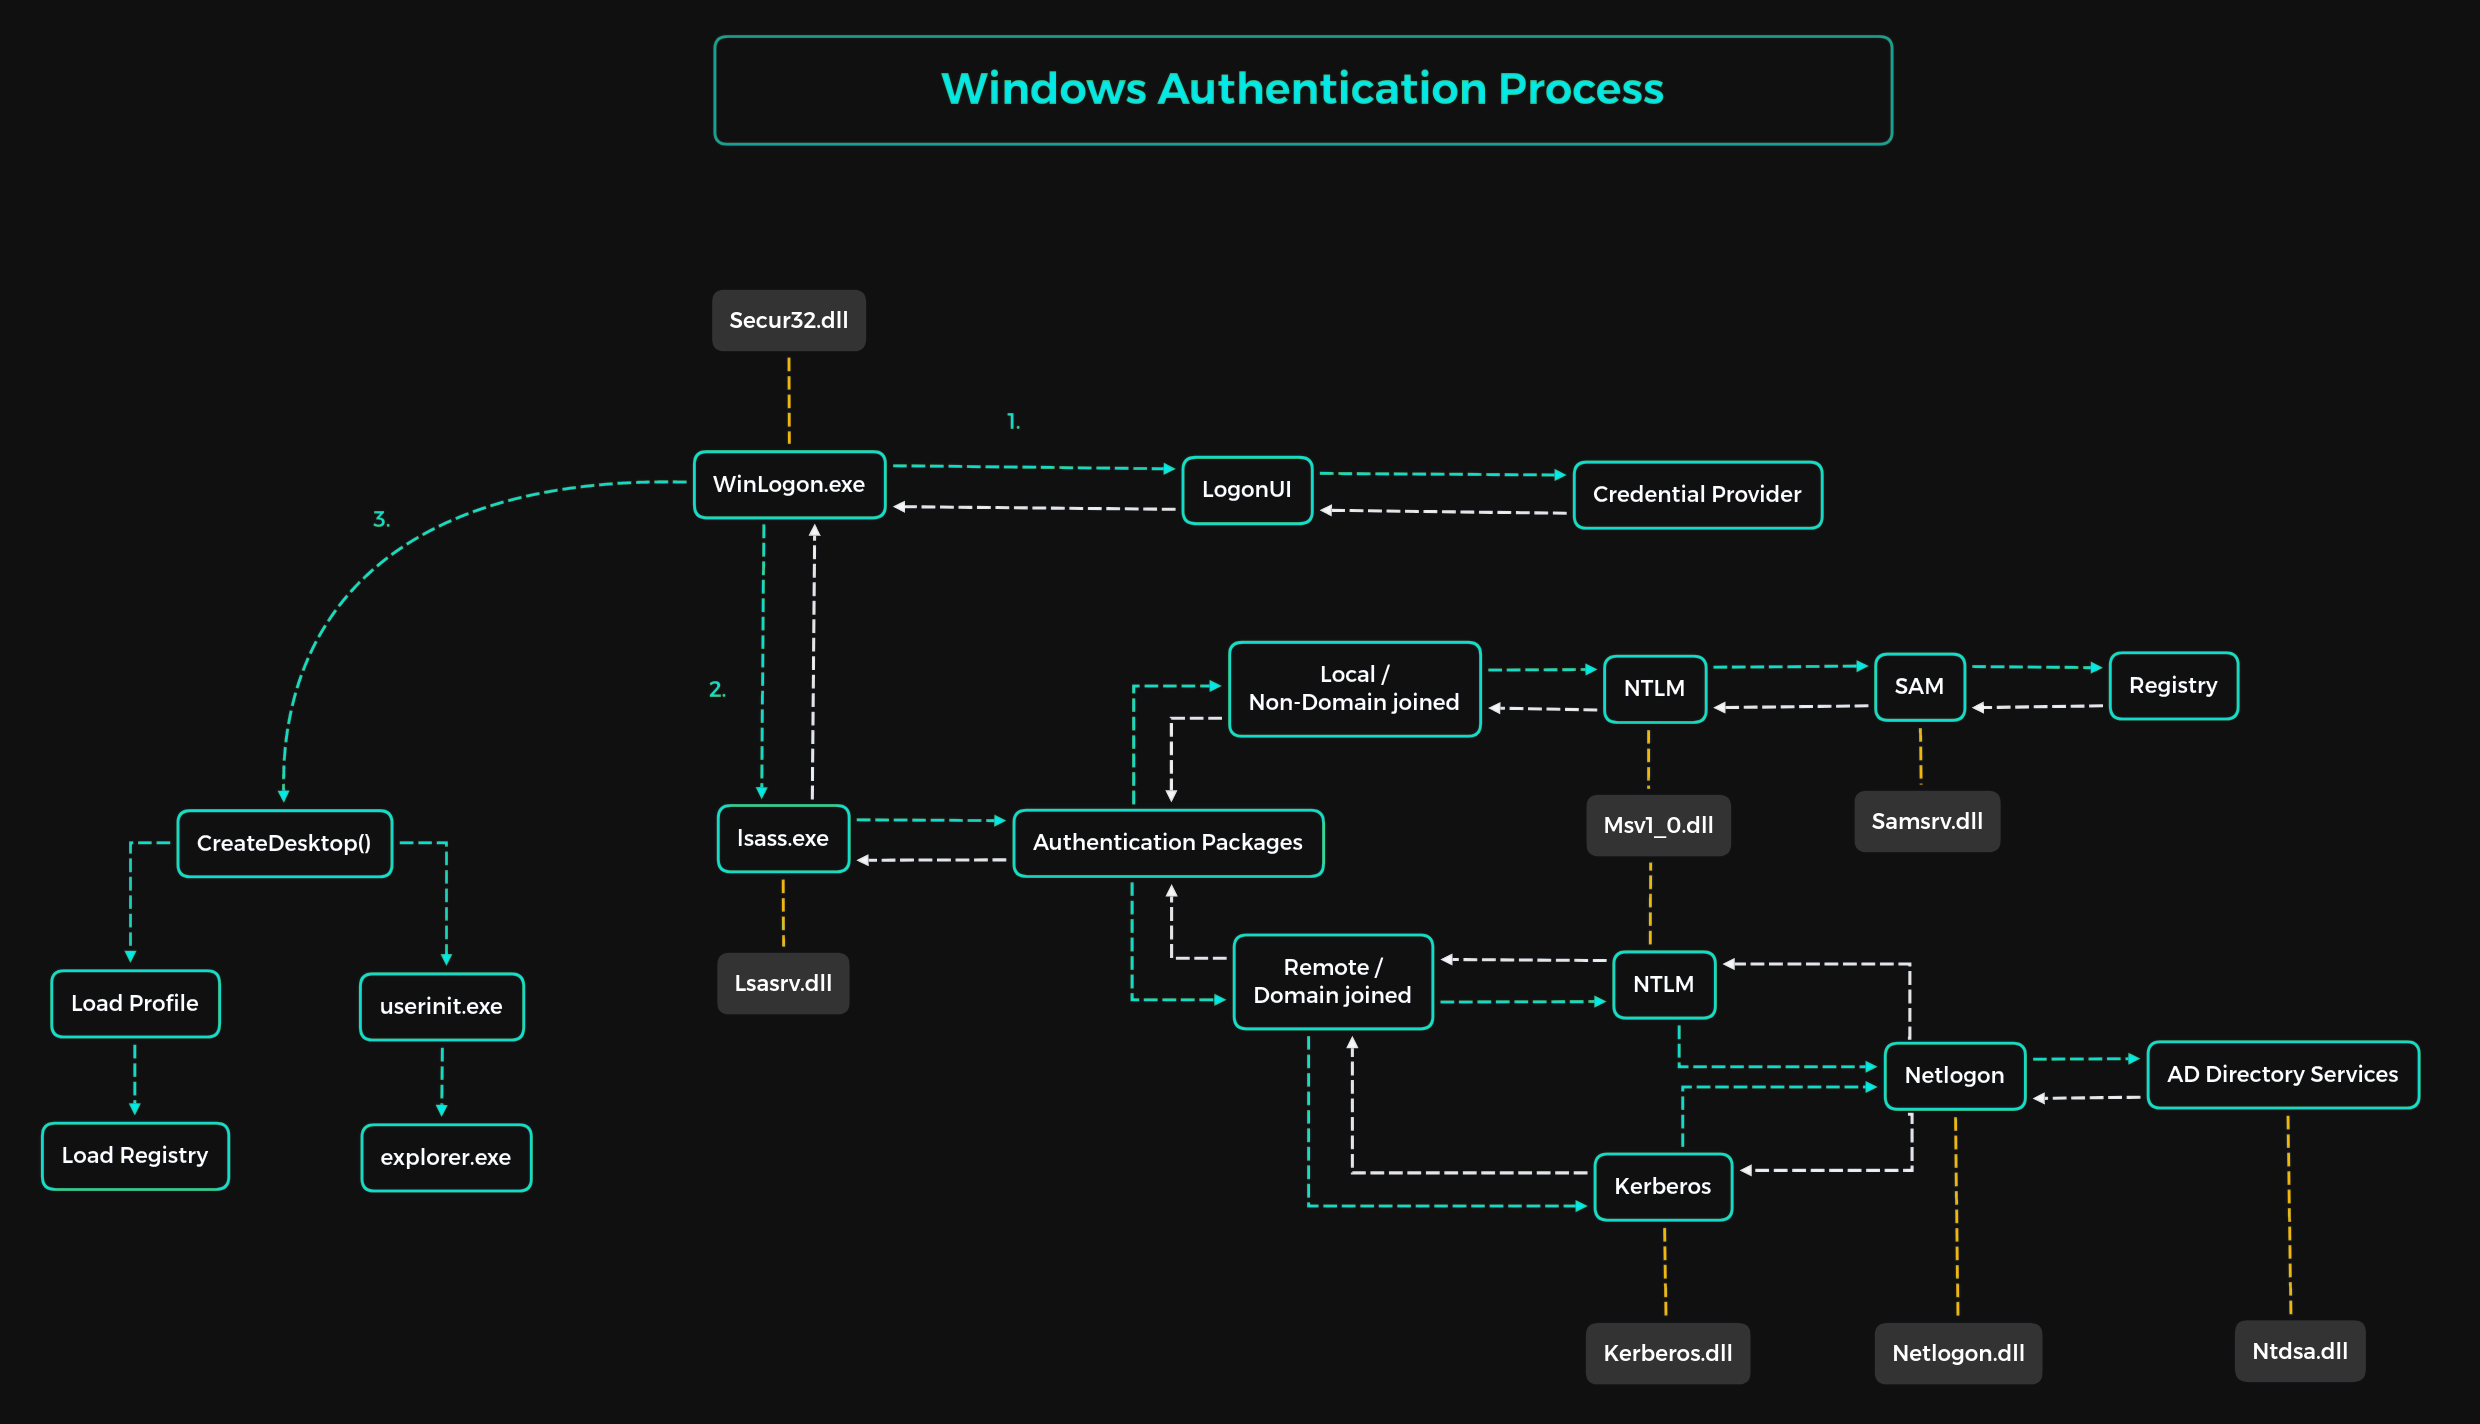 Windows Authentication Process
Secur32.dll
1.
WinLogon.exe
LogonUI
Credential Provider
3.
2.
Local /
Non-Domain joined
NTLM
SAM
Registry
Msv1_0.dll
Samsrv.dll
CreateDesktop()
lsass.exe
Authentication Packages
Load Profile
userinit.exe
Lsasrv.dll
Remote /
Domain joined
NTLM
Netlogon
AD Directory Services
Load Registry
explorer.exe
Kerberos
Kerberos.dll
Netlogon.dll
Ntdsa.dll